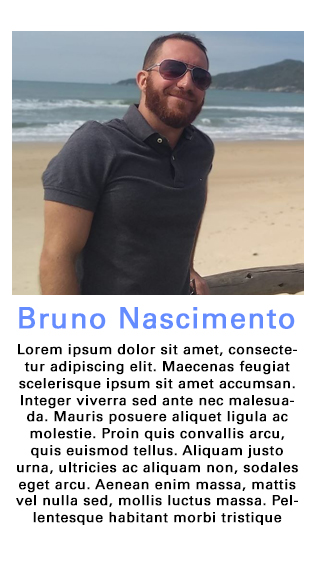 Bruno Nascimento
Lorem ipsum dolor sit amet, consecte-
tur adipiscing elit. Maecenas feugiat
scelerisque ipsum sit amet accumsan.
Integer viverra sed ante nec malesua-
da. Mauris posuere aliquet ligula ac
molestie. Proin quis convallis arcu,
quis euismod tellus. Aliquam justo
urna, ultricies ac aliquam non, sodales
eget arcu. Aenean enim massa, mattis
vel nulla sed, mollis luctus massa. Pel-
lentesque habitant morbi tristique